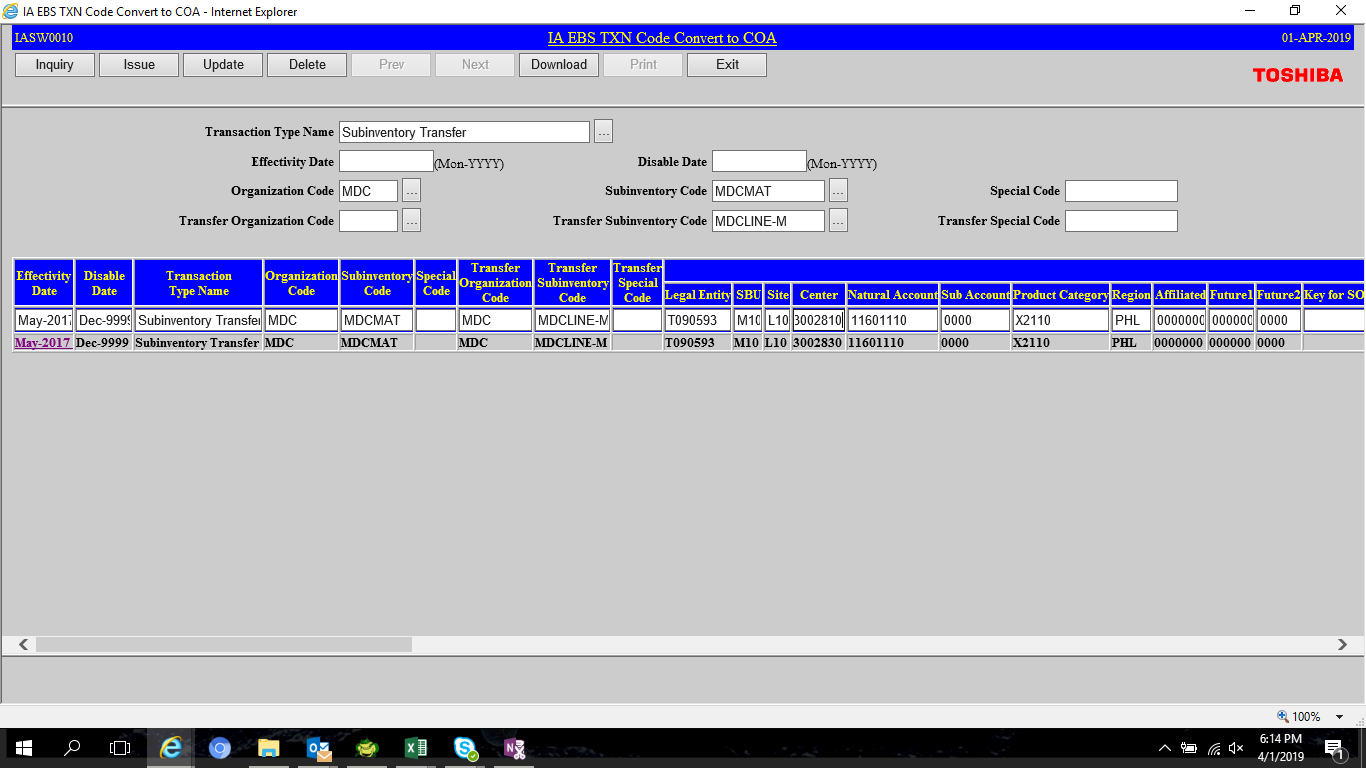 IA EBS TXN Code Convert to COA - Internet Explorer
IASW0010 IA EBS TXN Code Convert to COA 01-APR-2019
Inquiry Issue Update Delete Prev Next Download Print Exit
TOSHIBA
Transaction Type Name Subinventory Transfer ...
Effectivity Date (Mon-YYYY) Disable Date (Mon-YYYY)
Organization Code MDC ... Subinventory Code MDCMAT ... Special Code
Transfer Organization Code ... Transfer Subinventory Code MDCLINE-M ... Transfer Special Code
Effectivity Date Disable Date Transaction Type Name Organization Code Subinventory Code Special Code Transfer Organization Code Transfer Subinventory Code Transfer Special Code Legal Entity SBU Site Center Natural Account Sub Account Product Category Region Affiliated Future1 Future2 Key for SO
May-2017 Dec-9999 Subinventory Transfer MDC MDCMAT MDC MDCLINE-M T090593 M10 L10 3002810 11601110 0000 X2110 PHL 0000000 000000 0000
May-2017 Dec-9999 Subinventory Transfer MDC MDCMAT MDC MDCLINE-M T090593 M10 L10 3002830 11601110 0000 X2110 PHL 0000000 000000 0000
100%
6:14 PM
4/1/2019
1